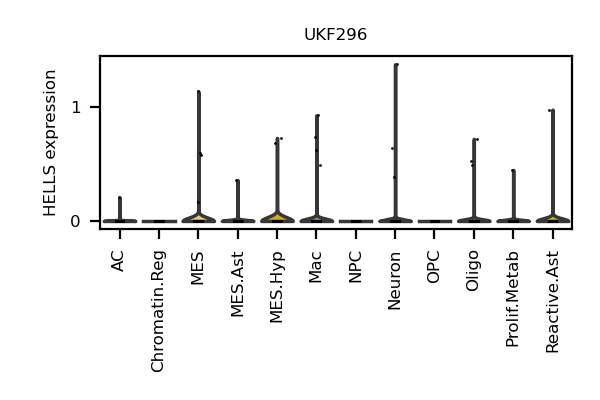 UKF296
HELLS expression
1
0
AC
Chromatin.Reg
MES
MES.Ast
MES.Hyp
Mac
NPC
Neuron
OPC
Oligo
Prolif.Metab
Reactive.Ast